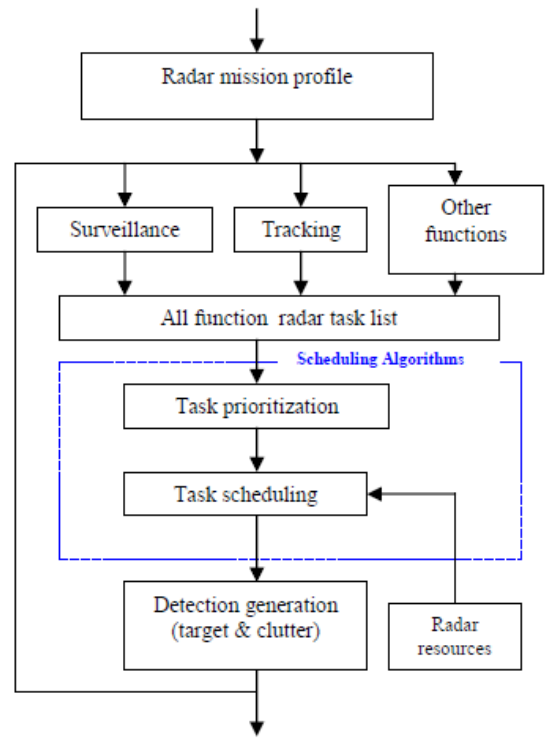 Radar mission profile
Surveillance
Tracking
Other
functions
All function radar task list
Scheduling Algorithms
Task prioritization
Task scheduling
Detection generation
(target & clutter)
Radar
resources